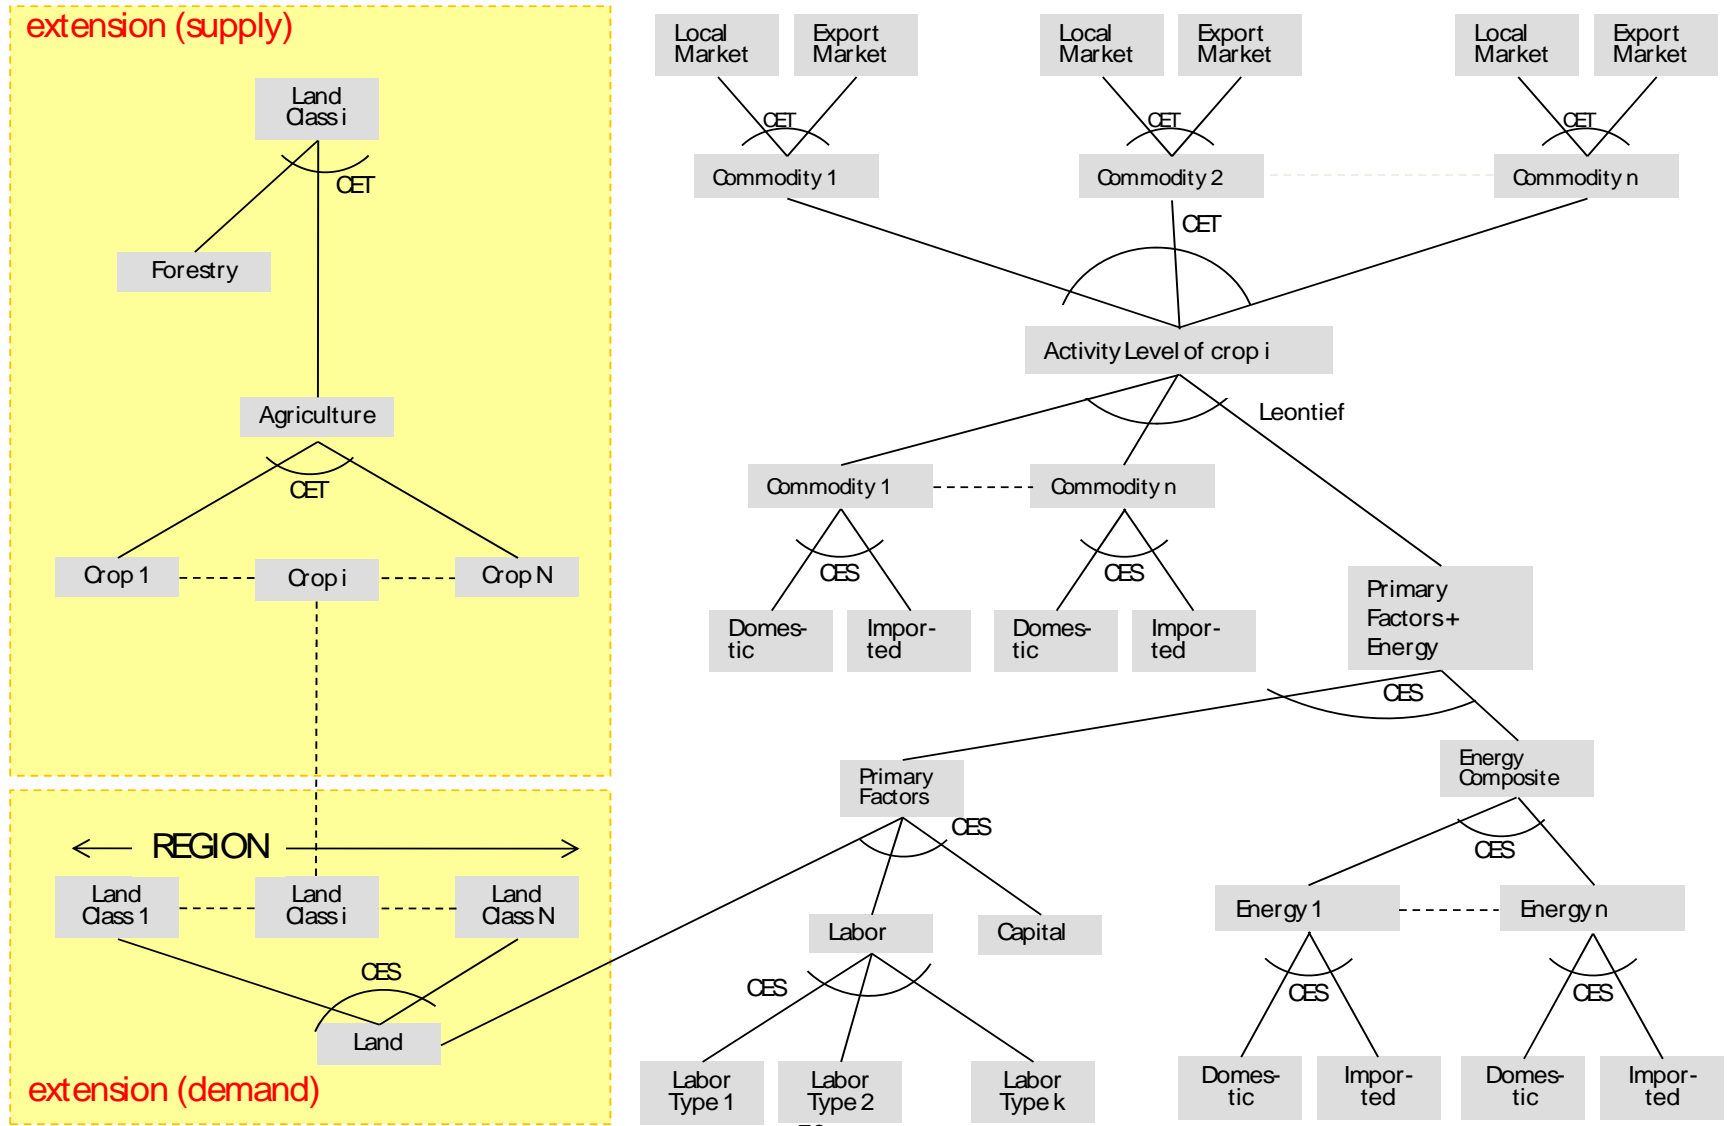 extension (supply)
Land
Class i
CET
Forestry
Agriculture
CET
Crop 1
Crop i
Crop N
REGION
Land
Class 1
Land
Class i
Land
Class N
CES
Land
extension (demand)
Local
Market
Export
Market
Local
Market
Export
Market
Local
Market
Export
Market
CET
CET
CET
Commodity 1
Commodity 2
Commodity n
CET
Activity Level of crop i
Leontief
Commodity 1
Commodity n
CES
CES
Domes-
tic
Impor-
ted
Domes-
tic
Impor-
ted
Primary
Factors +
Energy
CES
Primary
Factors
Energy
Composite
CES
CES
Labor
Capital
Energy 1
Energy n
CES
CES
CES
Labor
Type 1
Labor
Type 2
Labor
Type k
Domes-
tic
Impor-
ted
Domes-
tic
Impor-
ted